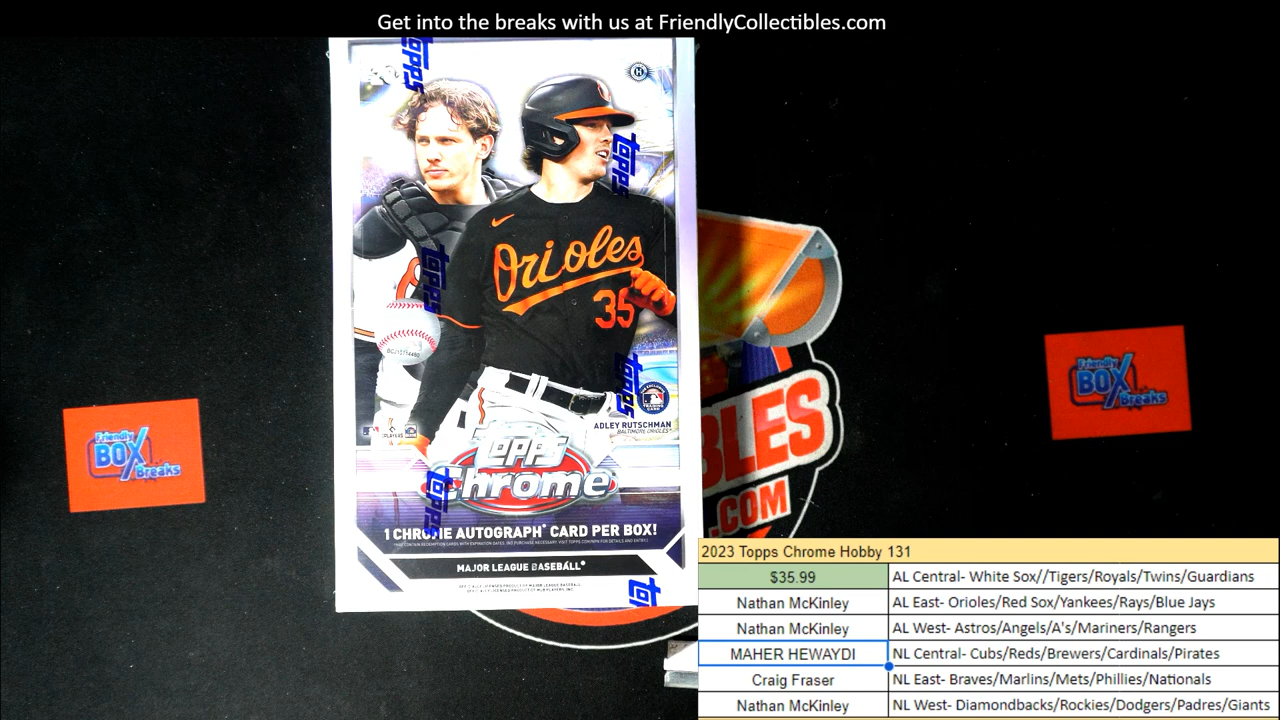 Get into the breaks with us at FriendlyCollectibles.com
Topps
Topps
Topps
Topps
Topps
Orioles
35
ADLEY RUTSCHMAN
BALTIMORE ORIOLES
Topps
Chrome
1 CHROME AUTOGRAPH® CARD PER BOX!
MAJOR LEAGUE BASEBALL®
BLES
.COM
Friendly
BOX
Breaks
Friendly
BOX
Breaks
2023 Topps Chrome Hobby 131
$35.99 AL Central- White Sox//Tigers/Royals/Twins/Guardians
Nathan McKinley AL East- Orioles/Red Sox/Yankees/Rays/Blue Jays
Nathan McKinley AL West- Astros/Angels/A's/Mariners/Rangers
MAHER HEWAYDI NL Central- Cubs/Reds/Brewers/Cardinals/Pirates
Craig Fraser NL East- Braves/Marlins/Mets/Phillies/Nationals
Nathan McKinley NL West- Diamondbacks/Rockies/Dodgers/Padres/Giants